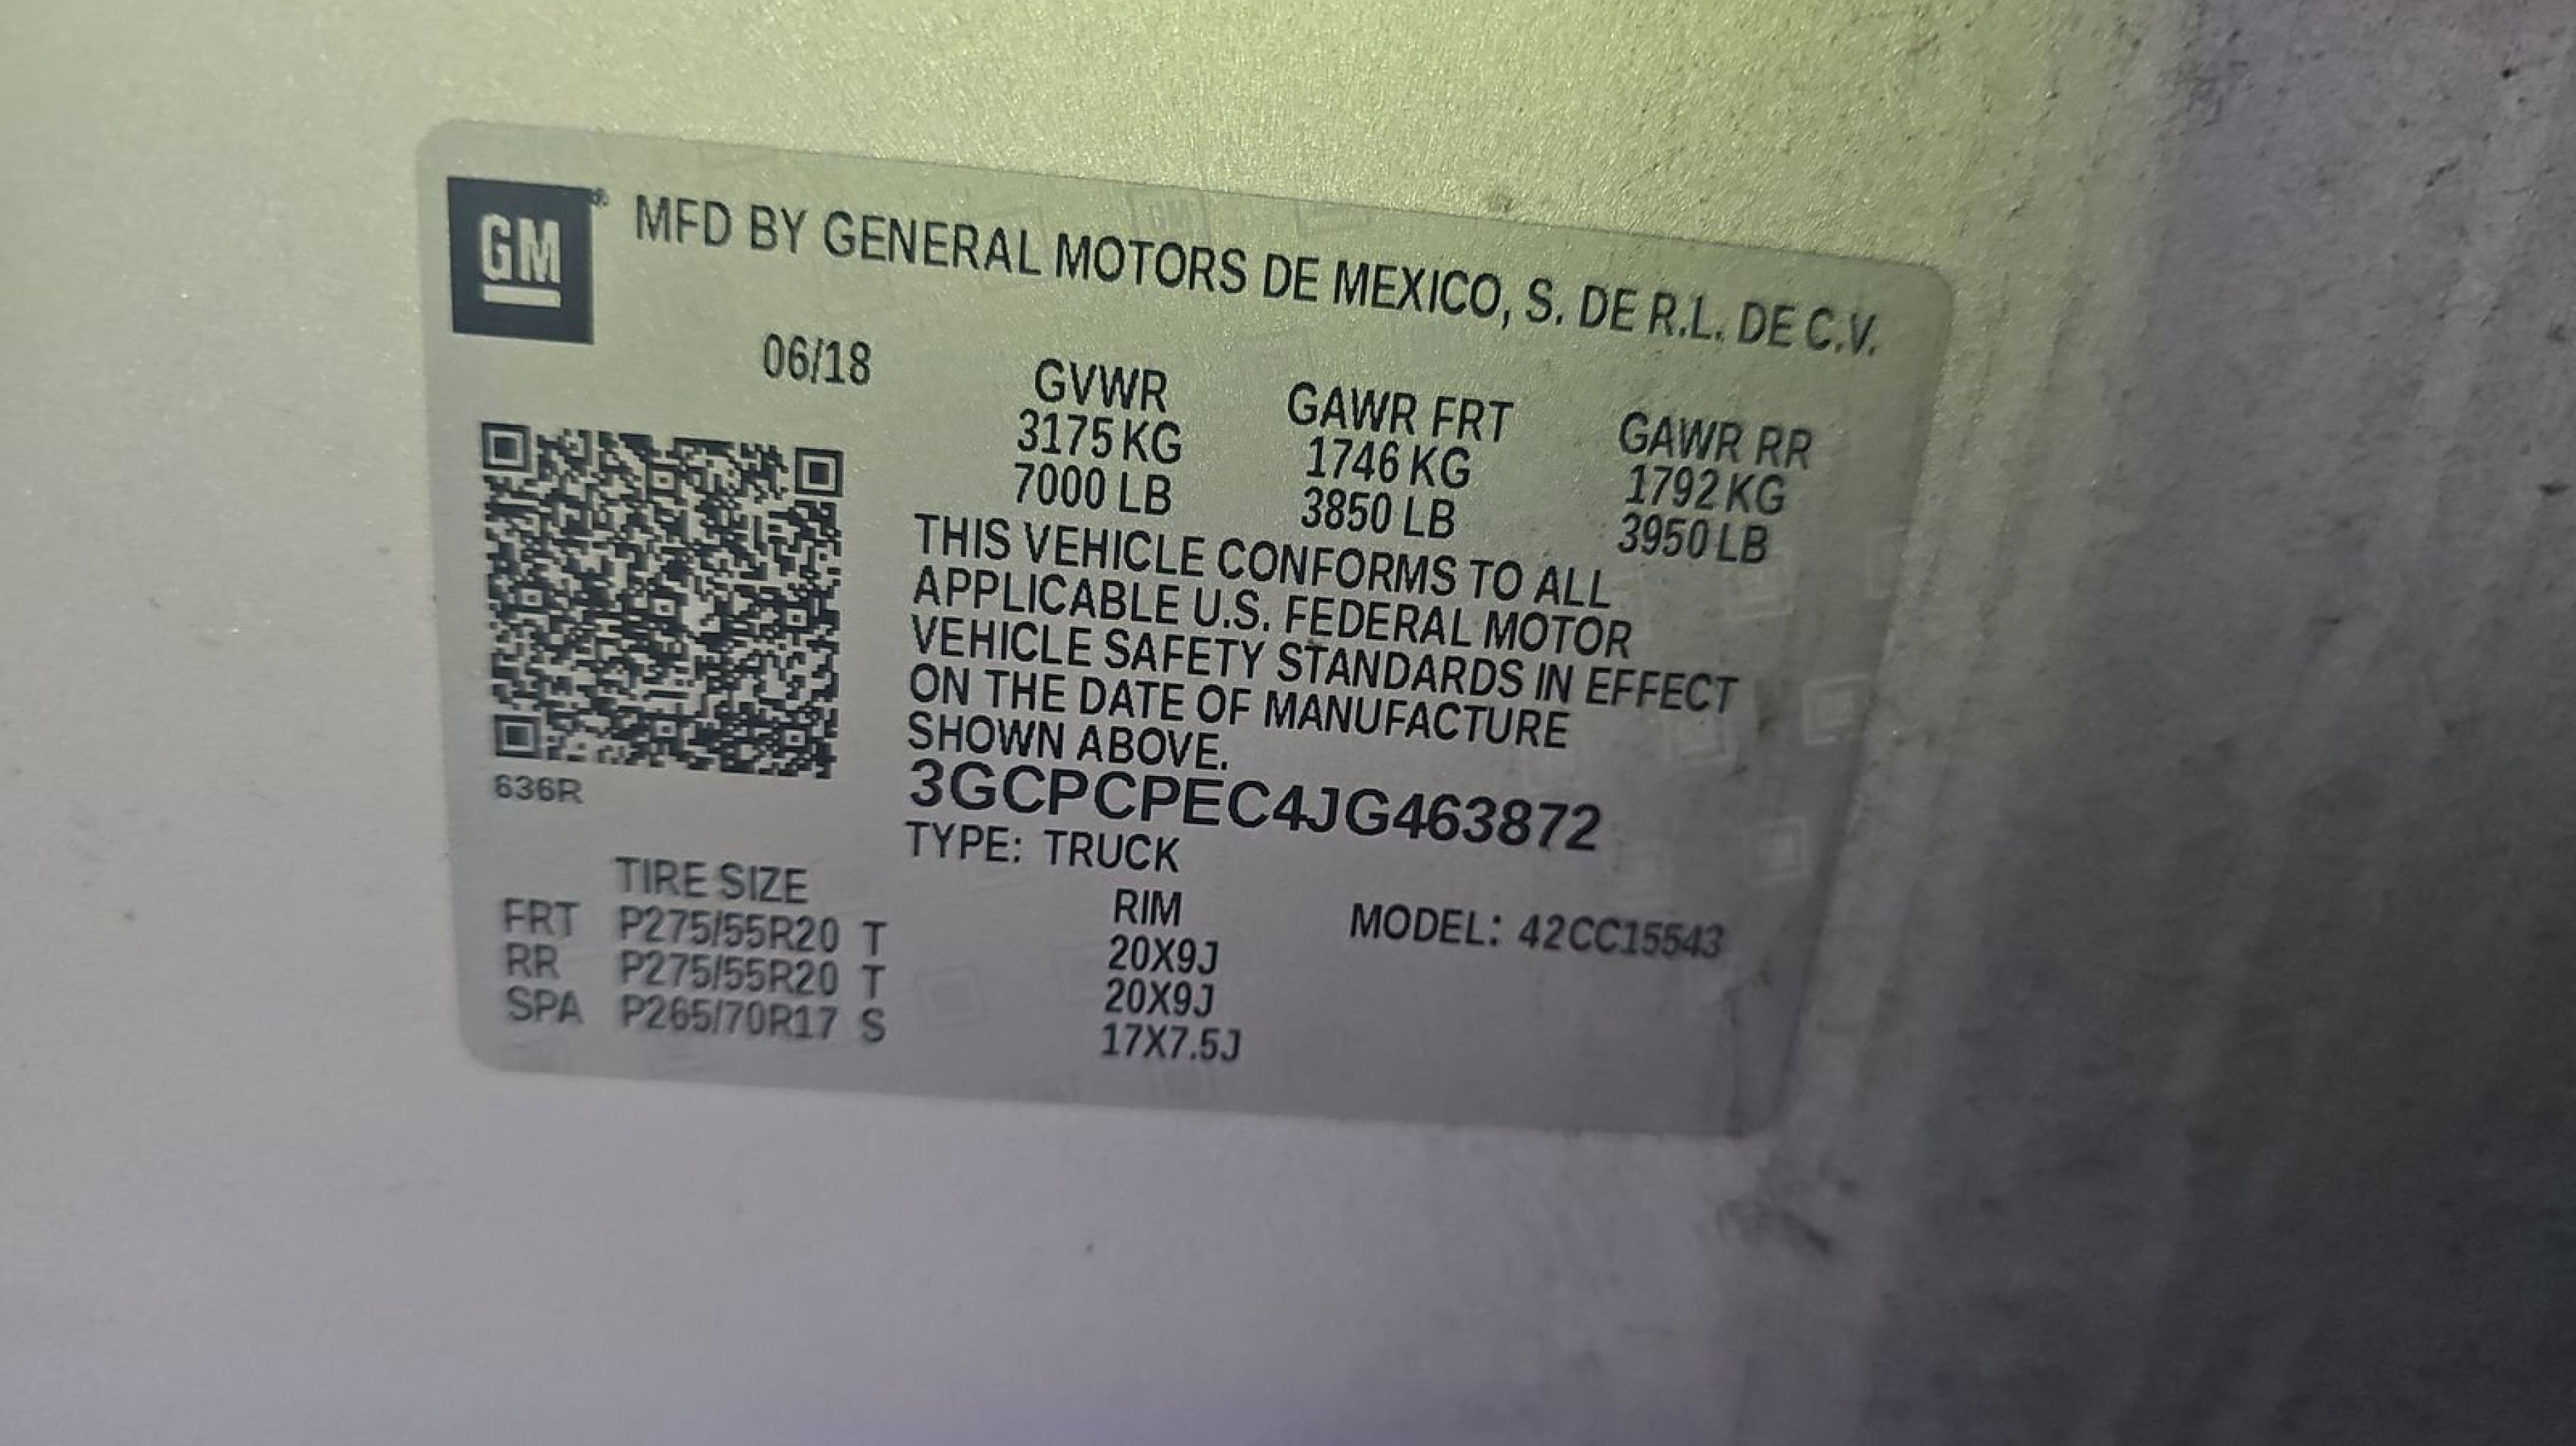 GM® MFD BY GENERAL MOTORS DE MEXICO, S. DE R.L. DE C.V.
06/18 GVWR GAWR FRT GAWR RR
3175 KG 1746 KG 1792 KG
7000 LB 3850 LB 3950 LB
THIS VEHICLE CONFORMS TO ALL
APPLICABLE U.S. FEDERAL MOTOR
VEHICLE SAFETY STANDARDS IN EFFECT
ON THE DATE OF MANUFACTURE
SHOWN ABOVE.
636R
3GCPCPEC4JG463872
TYPE: TRUCK
TIRE SIZE RIM MODEL: 42CC15543
FRT P275/55R20 T 20X9J
RR P275/55R20 T 20X9J
SPA P265/70R17 S 17X7.5J